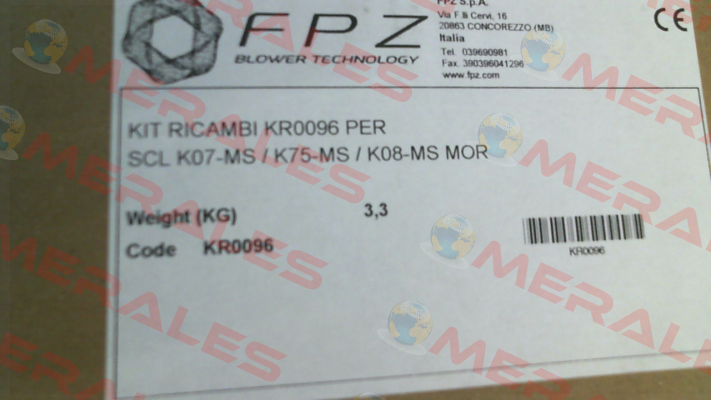 FPZ
BLOWER TECHNOLOGY
FPZ S.p.A.
Via F.lli Cervi, 16
20863 CONCOREZZO (MB)
Italia
Tel. 039690981
Fax. 390396041296
www.fpz.com
CE
KIT RICAMBI KR0096 PER
SCL K07-MS / K75-MS / K08-MS MOR
Weight (KG) 3,3
Code KR0096
KR0096
MERALES
MERALES
MERALES
MERALES
MERALES
MERALES